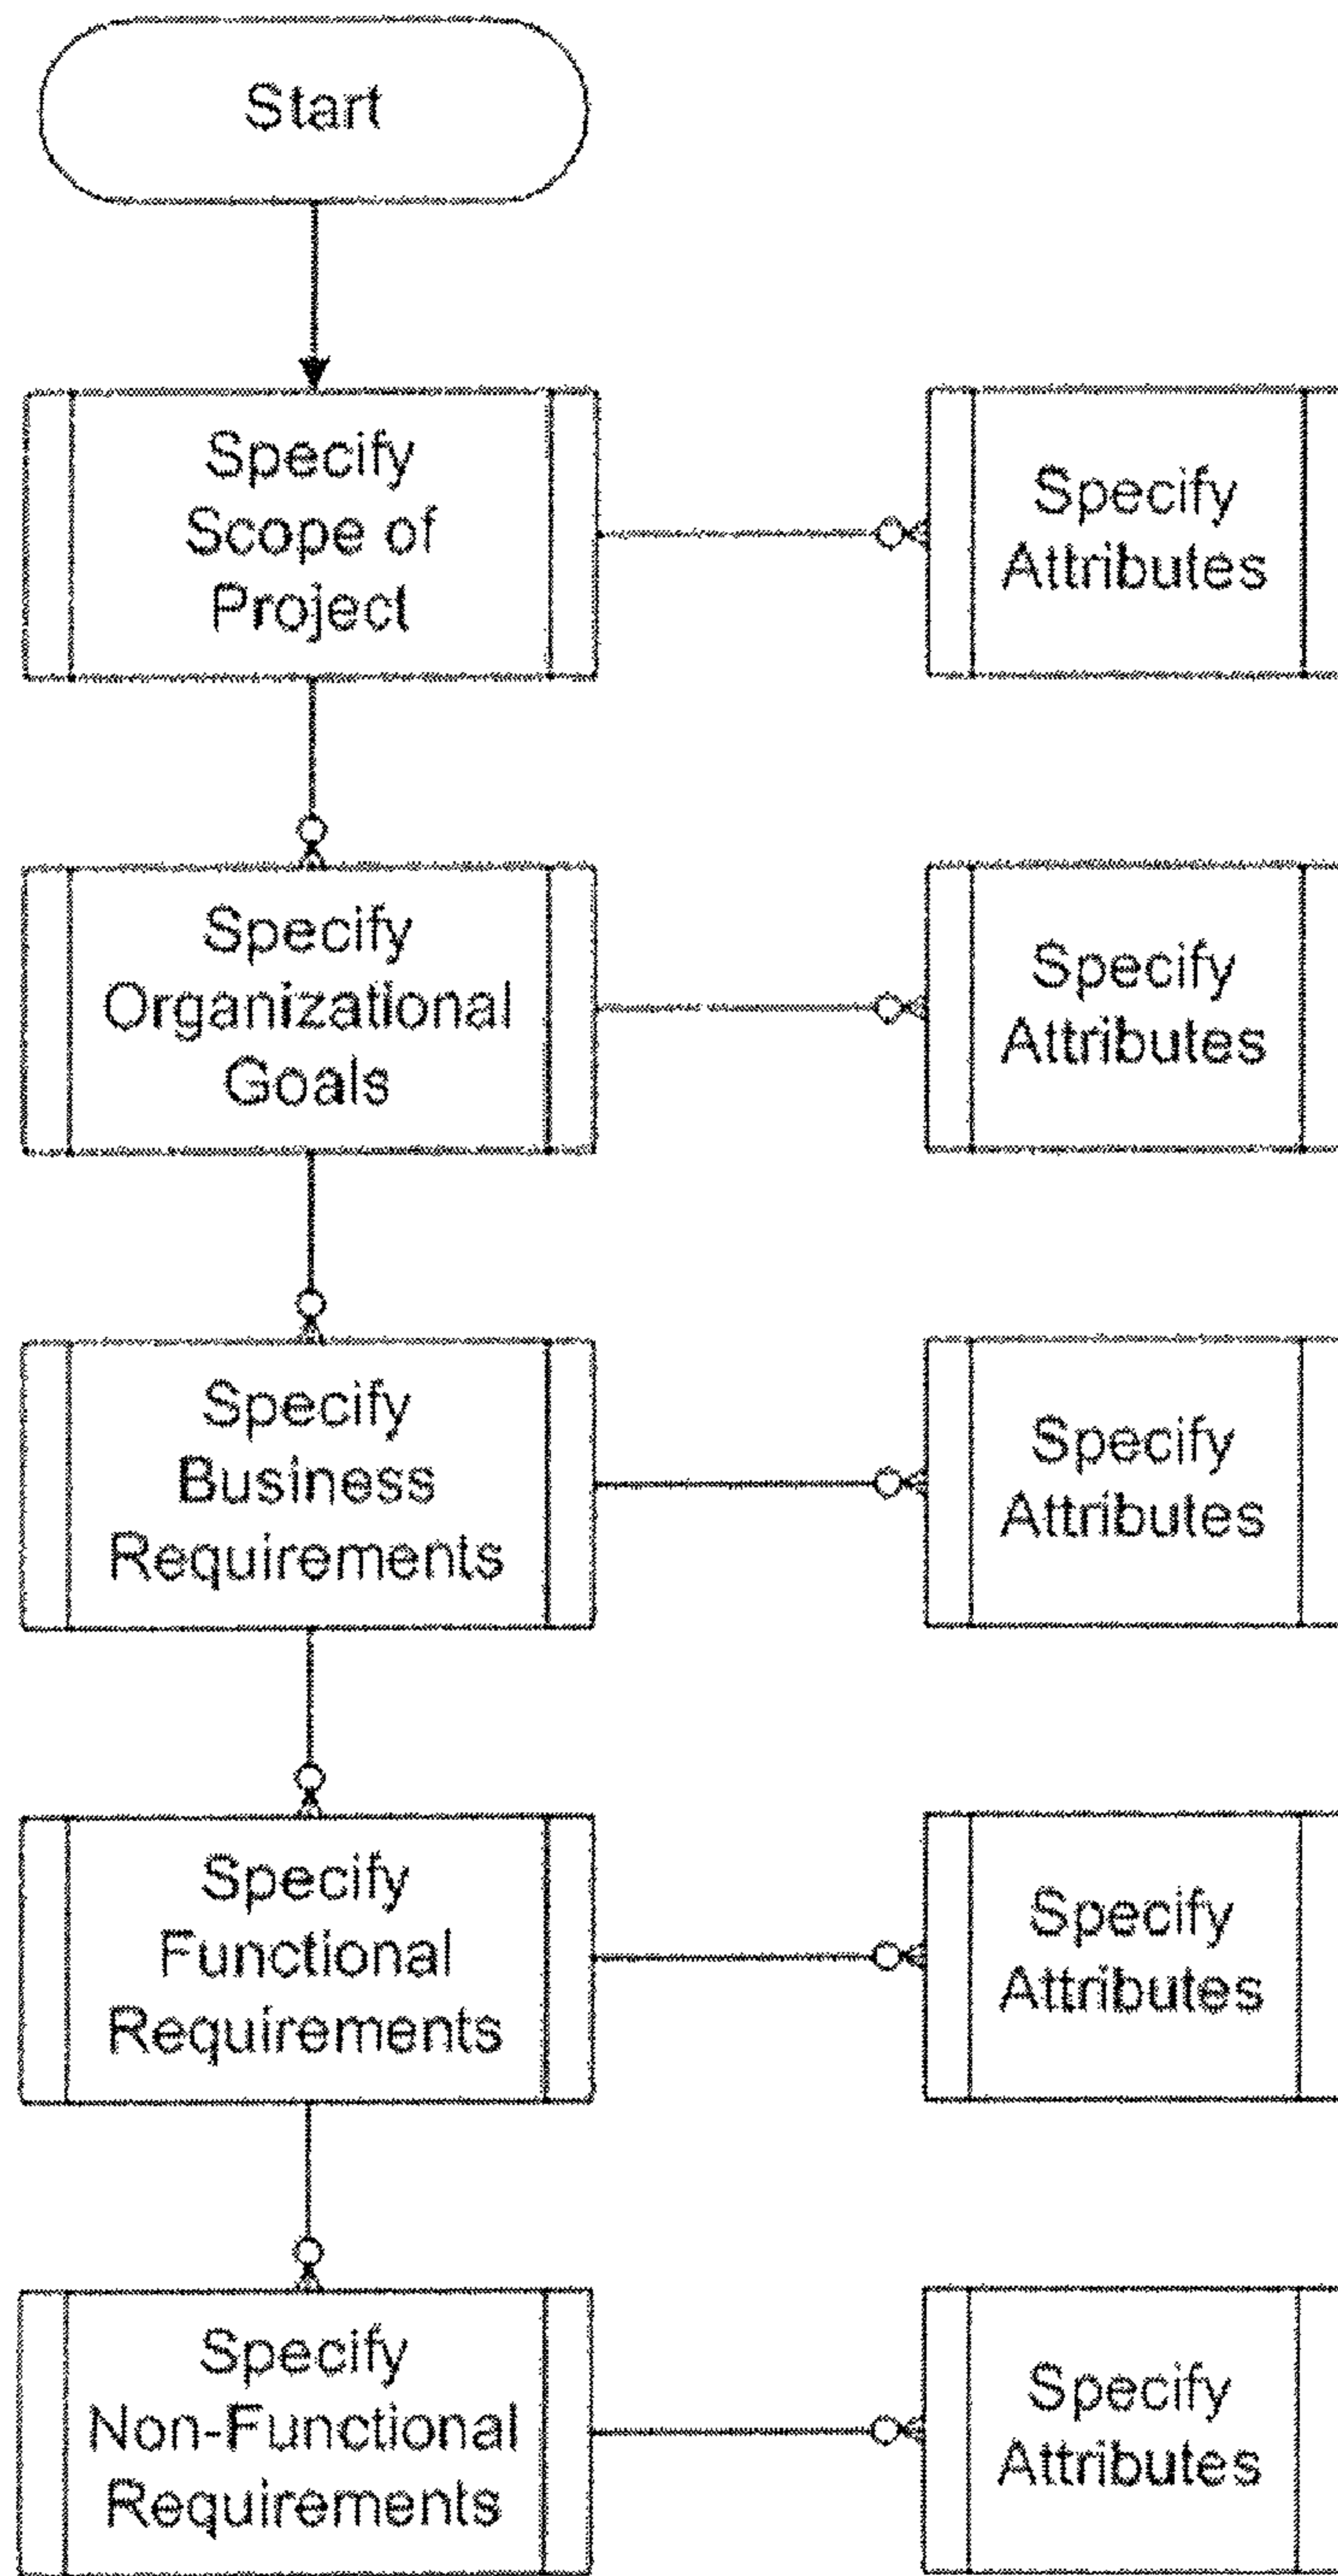 Start
Specify
Scope of
Project
Specify
Attributes
Specify
Organizational
Goals
Specify
Attributes
Specify
Business
Requirements
Specify
Attributes
Specify
Functional
Requirements
Specify
Attributes
Specify
Non-Functional
Requirements
Specify
Attributes